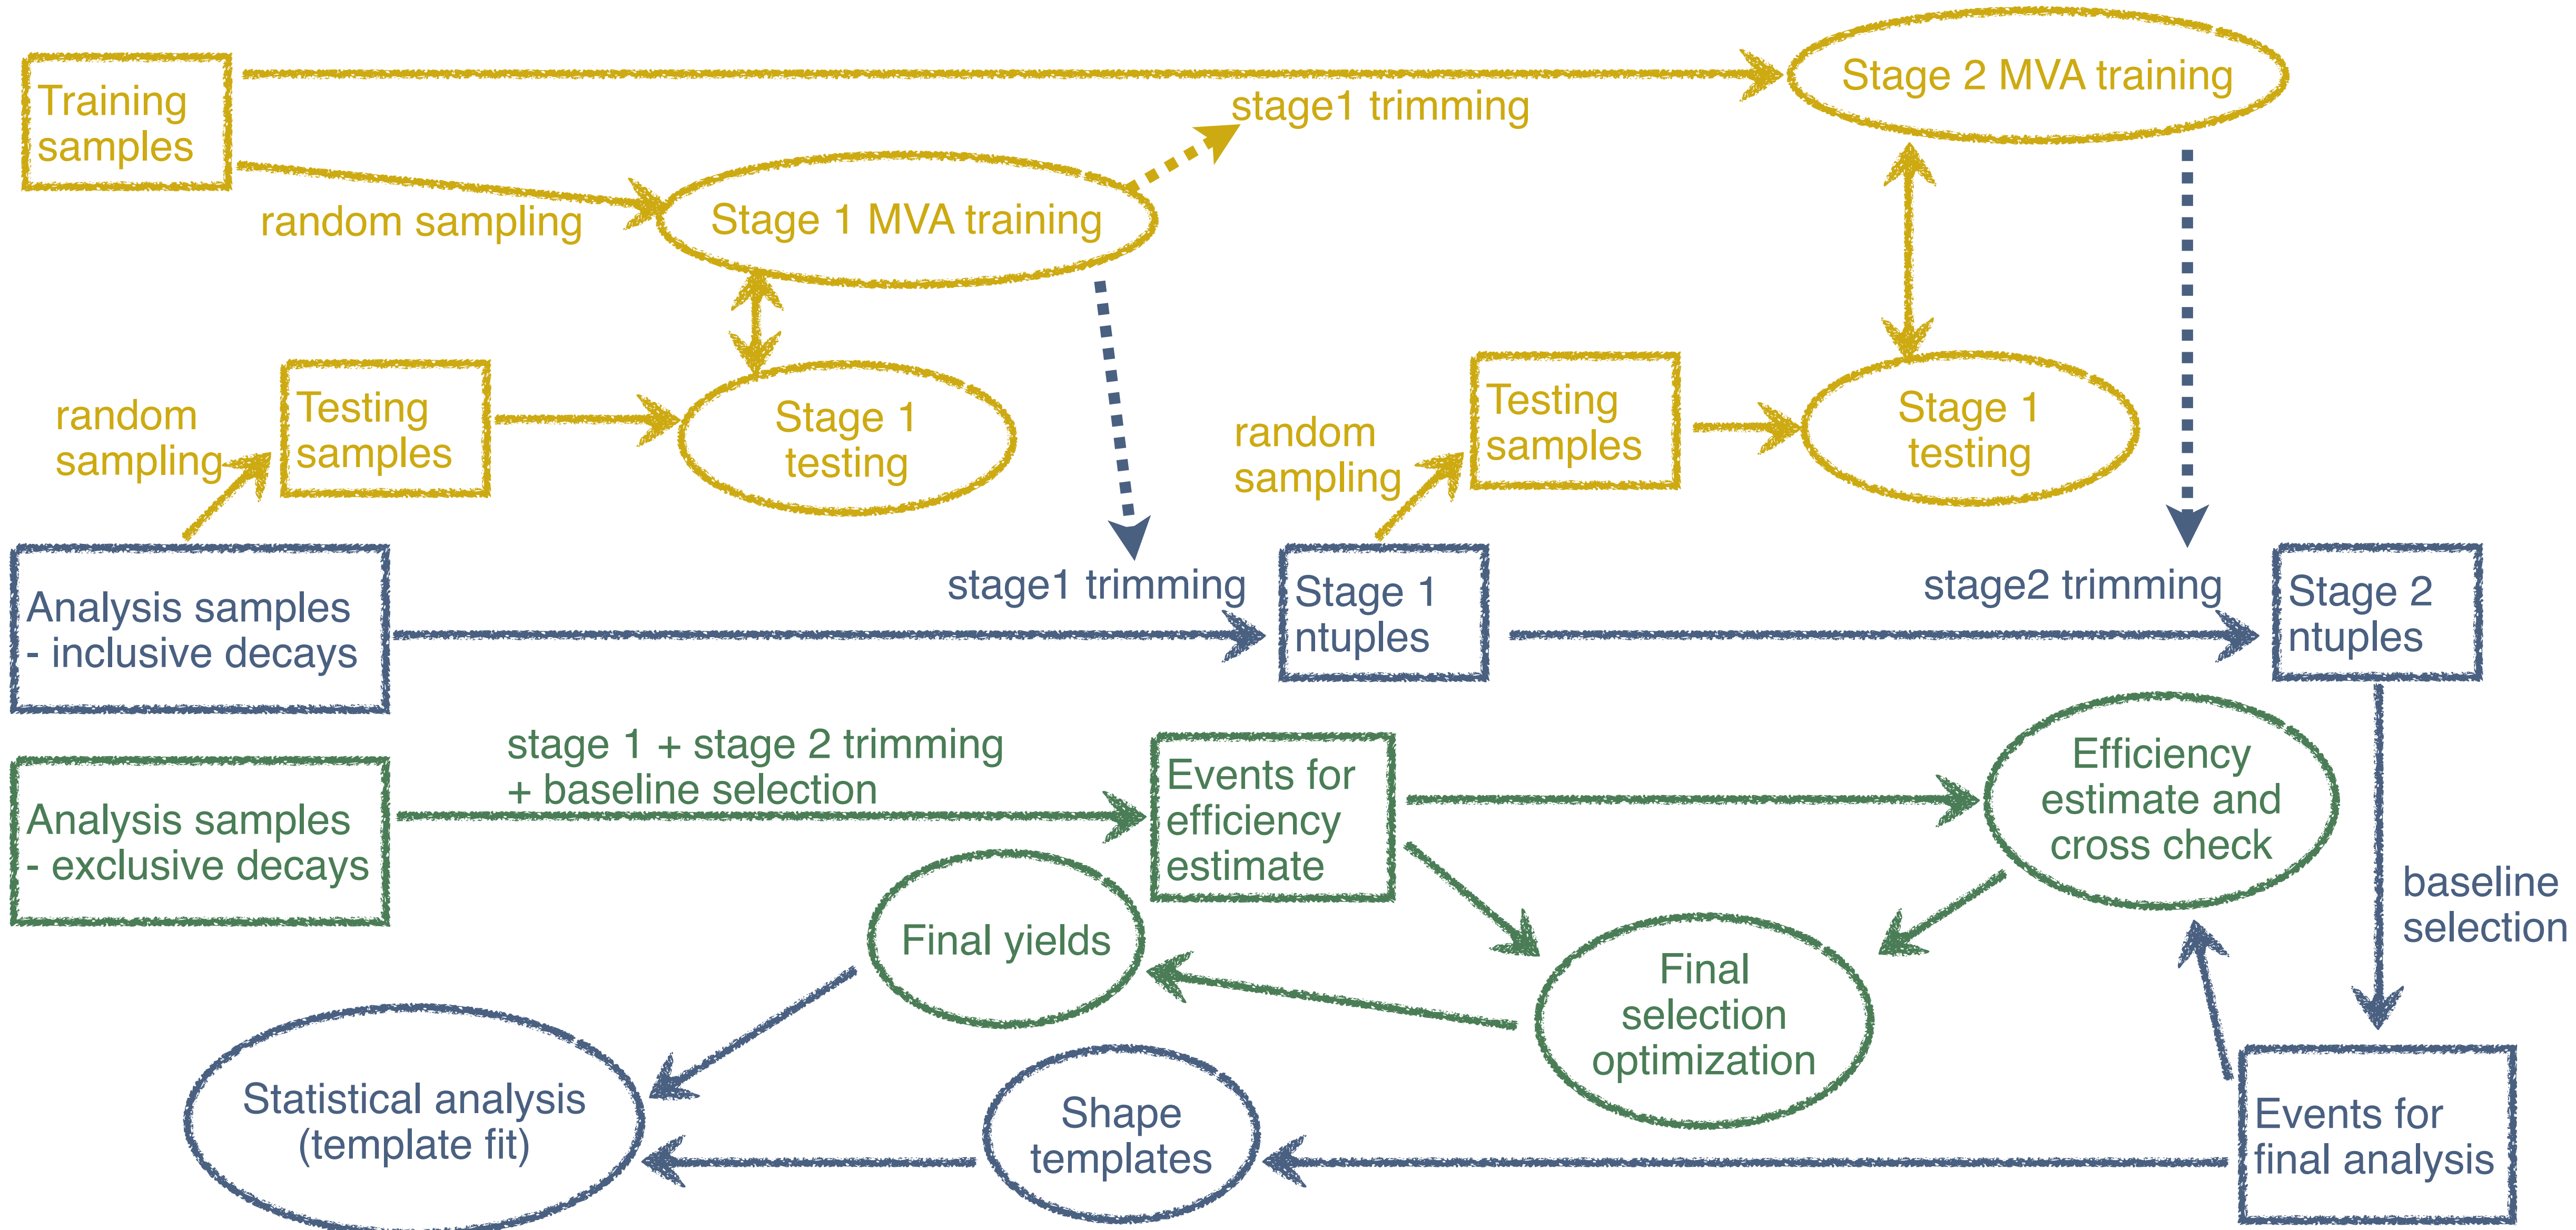 Training
samples
Stage 2 MVA training
stage1 trimming
random sampling
Stage 1 MVA training
random
sampling
Testing
samples
Stage 1
testing
random
sampling
Testing
samples
Stage 1
testing
Analysis samples
- inclusive decays
stage1 trimming
Stage 1
ntuples
stage2 trimming
Stage 2
ntuples
Analysis samples
- exclusive decays
stage 1 + stage 2 trimming
+ baseline selection
Events for
efficiency
estimate
Efficiency
estimate and
cross check
baseline
selection
Final yields
Final
selection
optimization
Statistical analysis
(template fit)
Shape
templates
Events for
final analysis